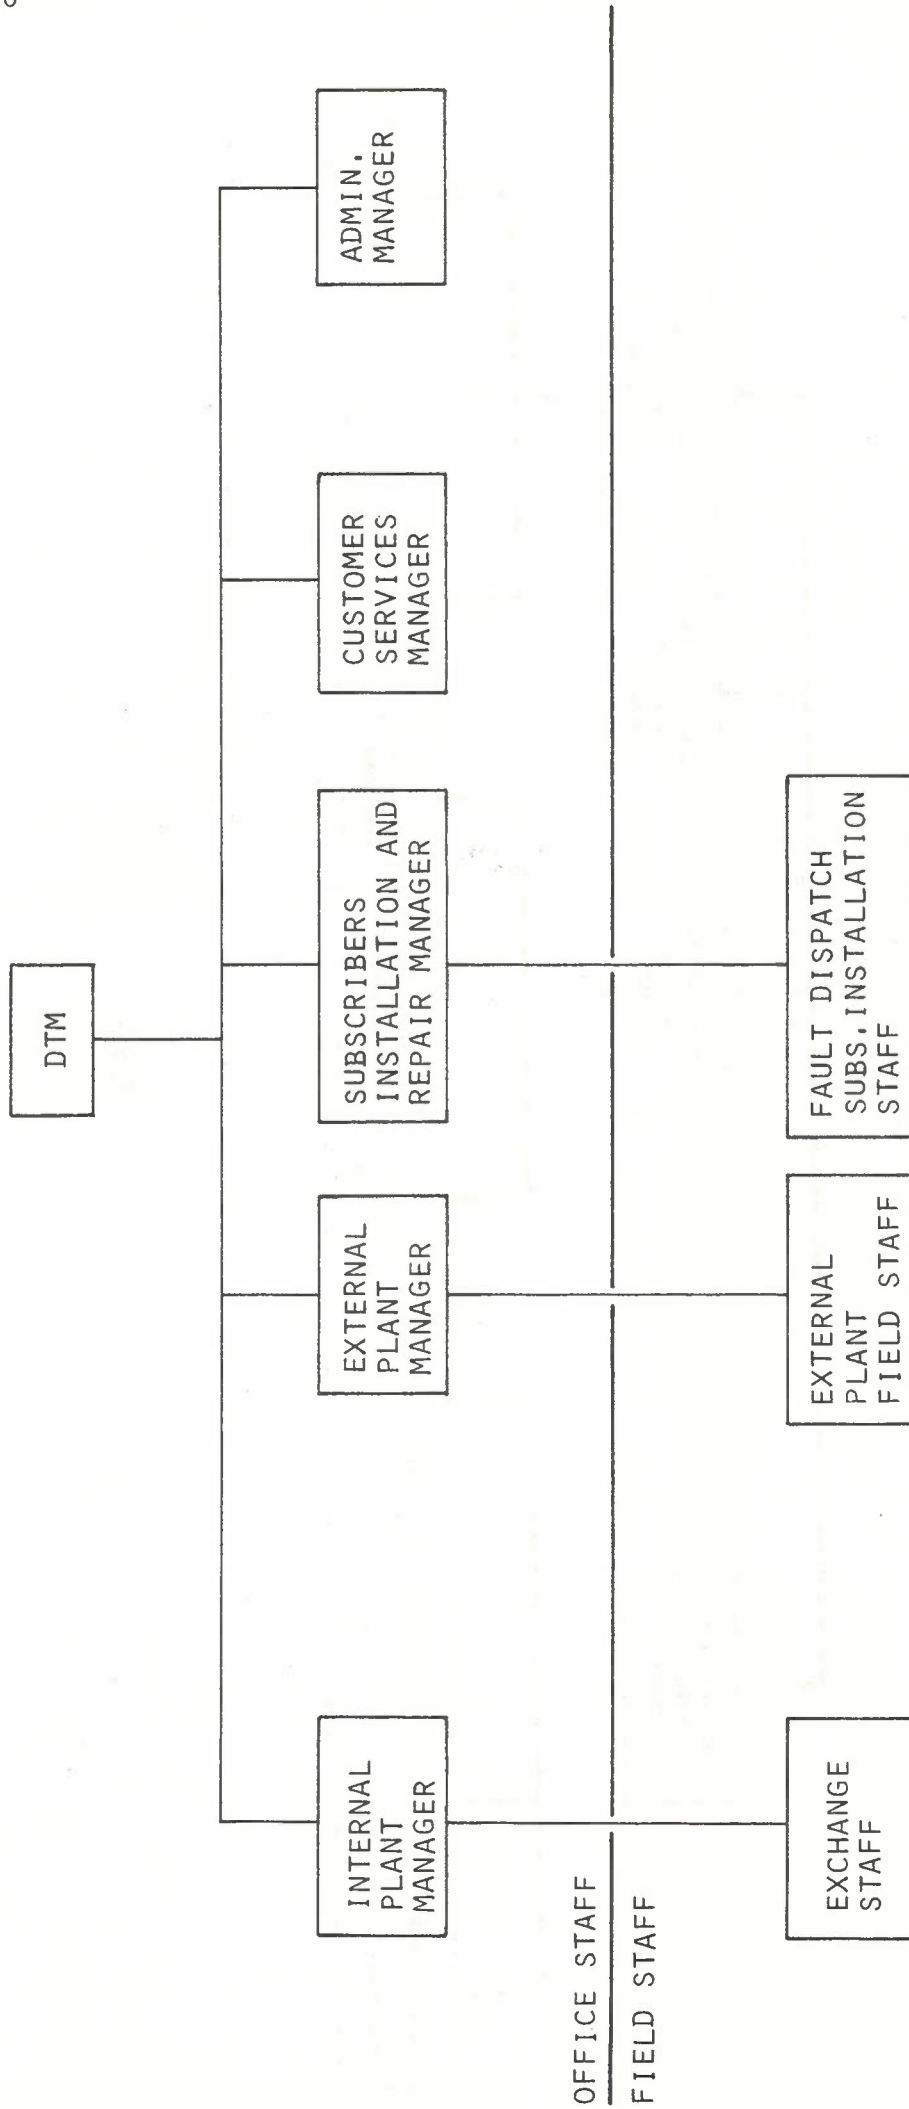 DTM
INTERNAL
PLANT
MANAGER
EXTERNAL
PLANT
MANAGER
SUBSCRIBERS
INSTALLATION AND
REPAIR MANAGER
CUSTOMER
SERVICES
MANAGER
ADMIN.
MANAGER
OFFICE STAFF
FIELD STAFF
EXCHANGE
STAFF
EXTERNAL
PLANT
FIELD STAFF
FAULT DISPATCH
SUBS.INSTALLATION
STAFF